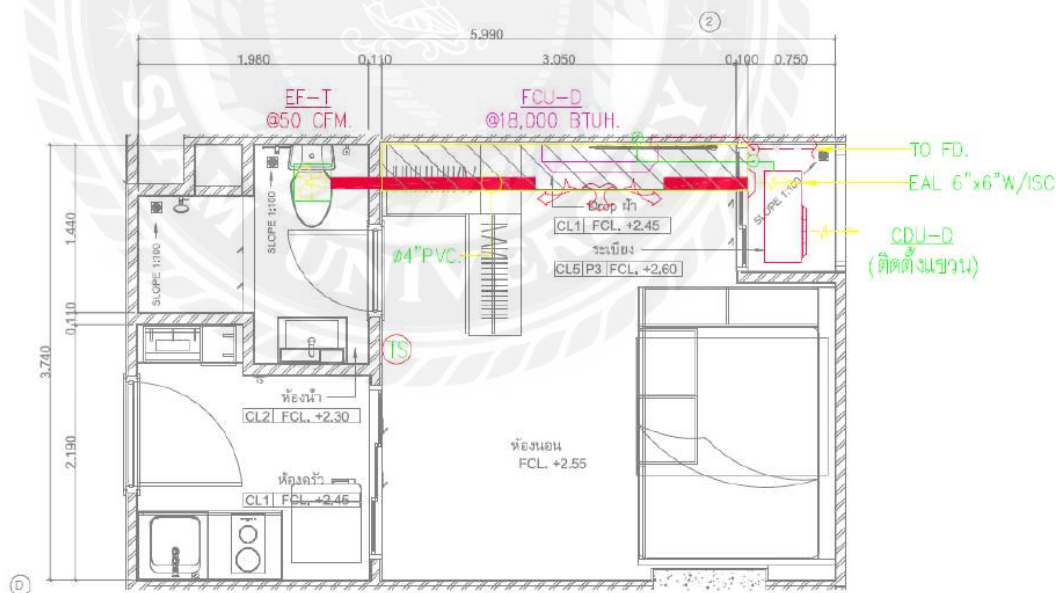 2
5.990
1.980
0.110
3.050
0.100
0.750
EF-T
@50 CFM.
FCU-D
@18,000 BTUH.
TO FD.
EAL 6"x6"W/ISC
CDU-D
(ติดตั้งแขวน)
SLOPE 1:100
SLOPE 1:100
SLOPE 1:100
Drop ฝ้า
CL1 FCL. +2.45
ระเบียง
CL5 P3 FCL. +2.60
ø4"PVC.
1.440
0.110
3.740
2.190
TS
ห้องน้ำ
CL2 FCL. +2.30
ห้องนอน
FCL. +2.55
ห้องครัว
CL1 FCL. +2.45
D
UNIVERSITY